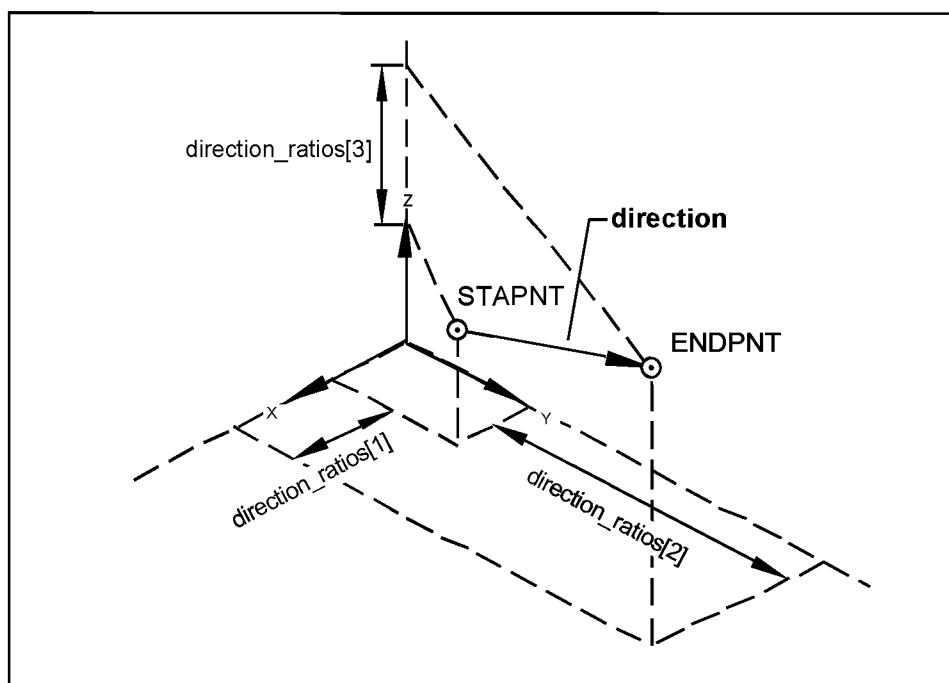 direction_ratios[3]
Z
direction
STAPNT
ENDPNT
X
Y
direction_ratios[1]
direction_ratios[2]